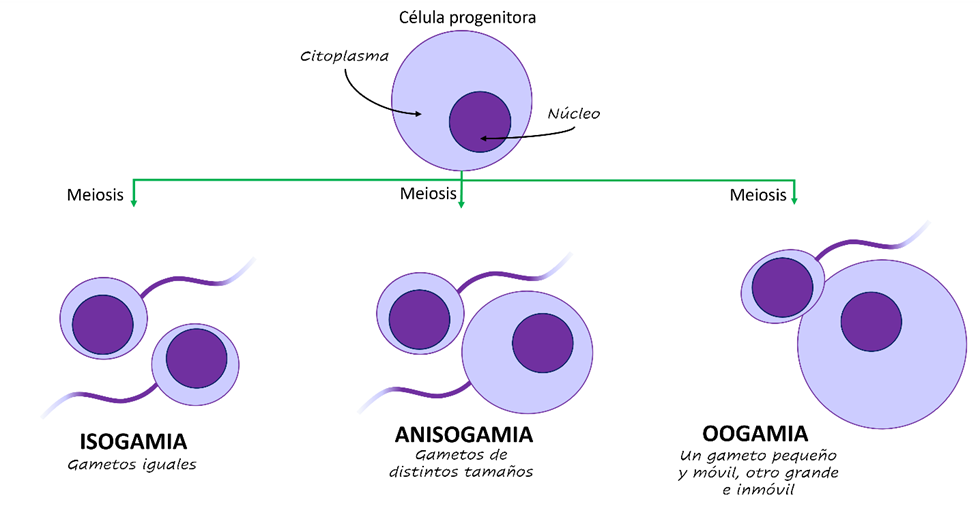 Célula progenitora
Citoplasma
Núcleo
Meiosis
Meiosis
Meiosis
ISOGAMIA
Gametos iguales
ANISOGAMIA
Gametos de
distintos tamaños
OOGAMIA
Un gameto pequeño
y móvil, otro grande
e inmóvil